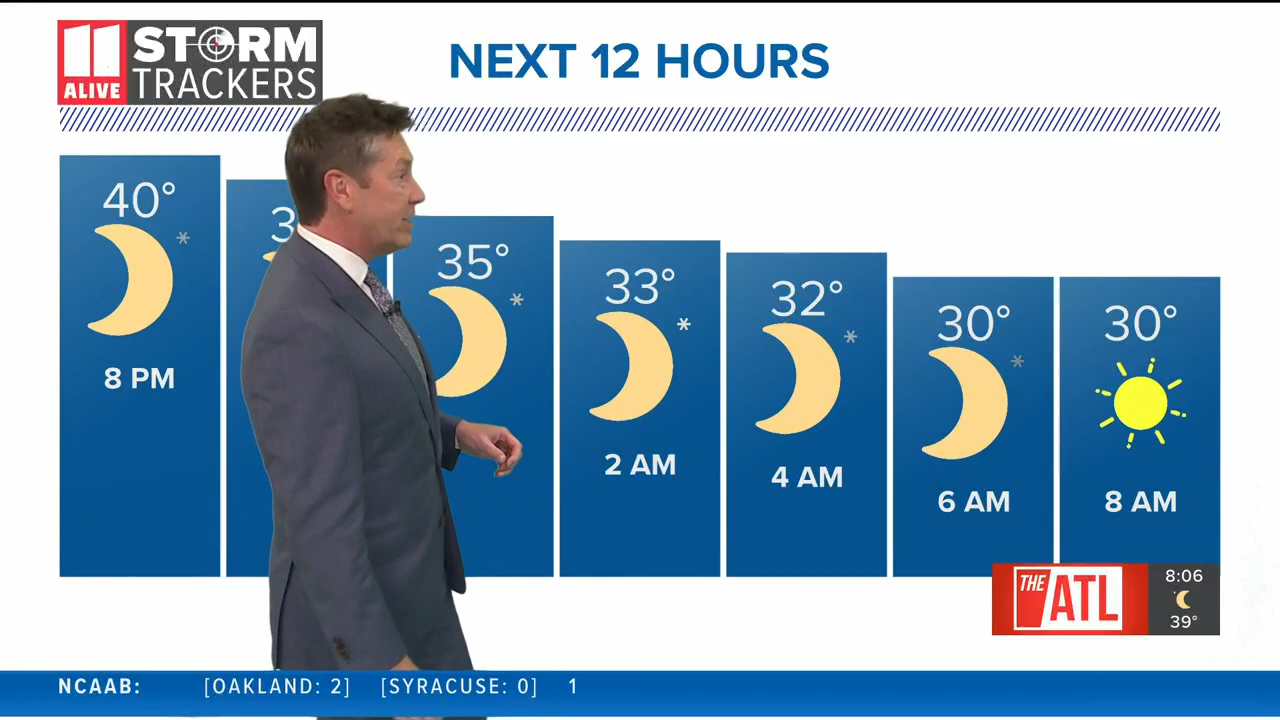 11
ALIVE
STORM
TRACKERS
NEXT 12 HOURS
40°
8 PM
3
35°
33°
2 AM
32°
4 AM
30°
6 AM
30°
8 AM
THE
ATL
8:06
39°
NCAAB: [OAKLAND: 2] [SYRACUSE: 0] 1